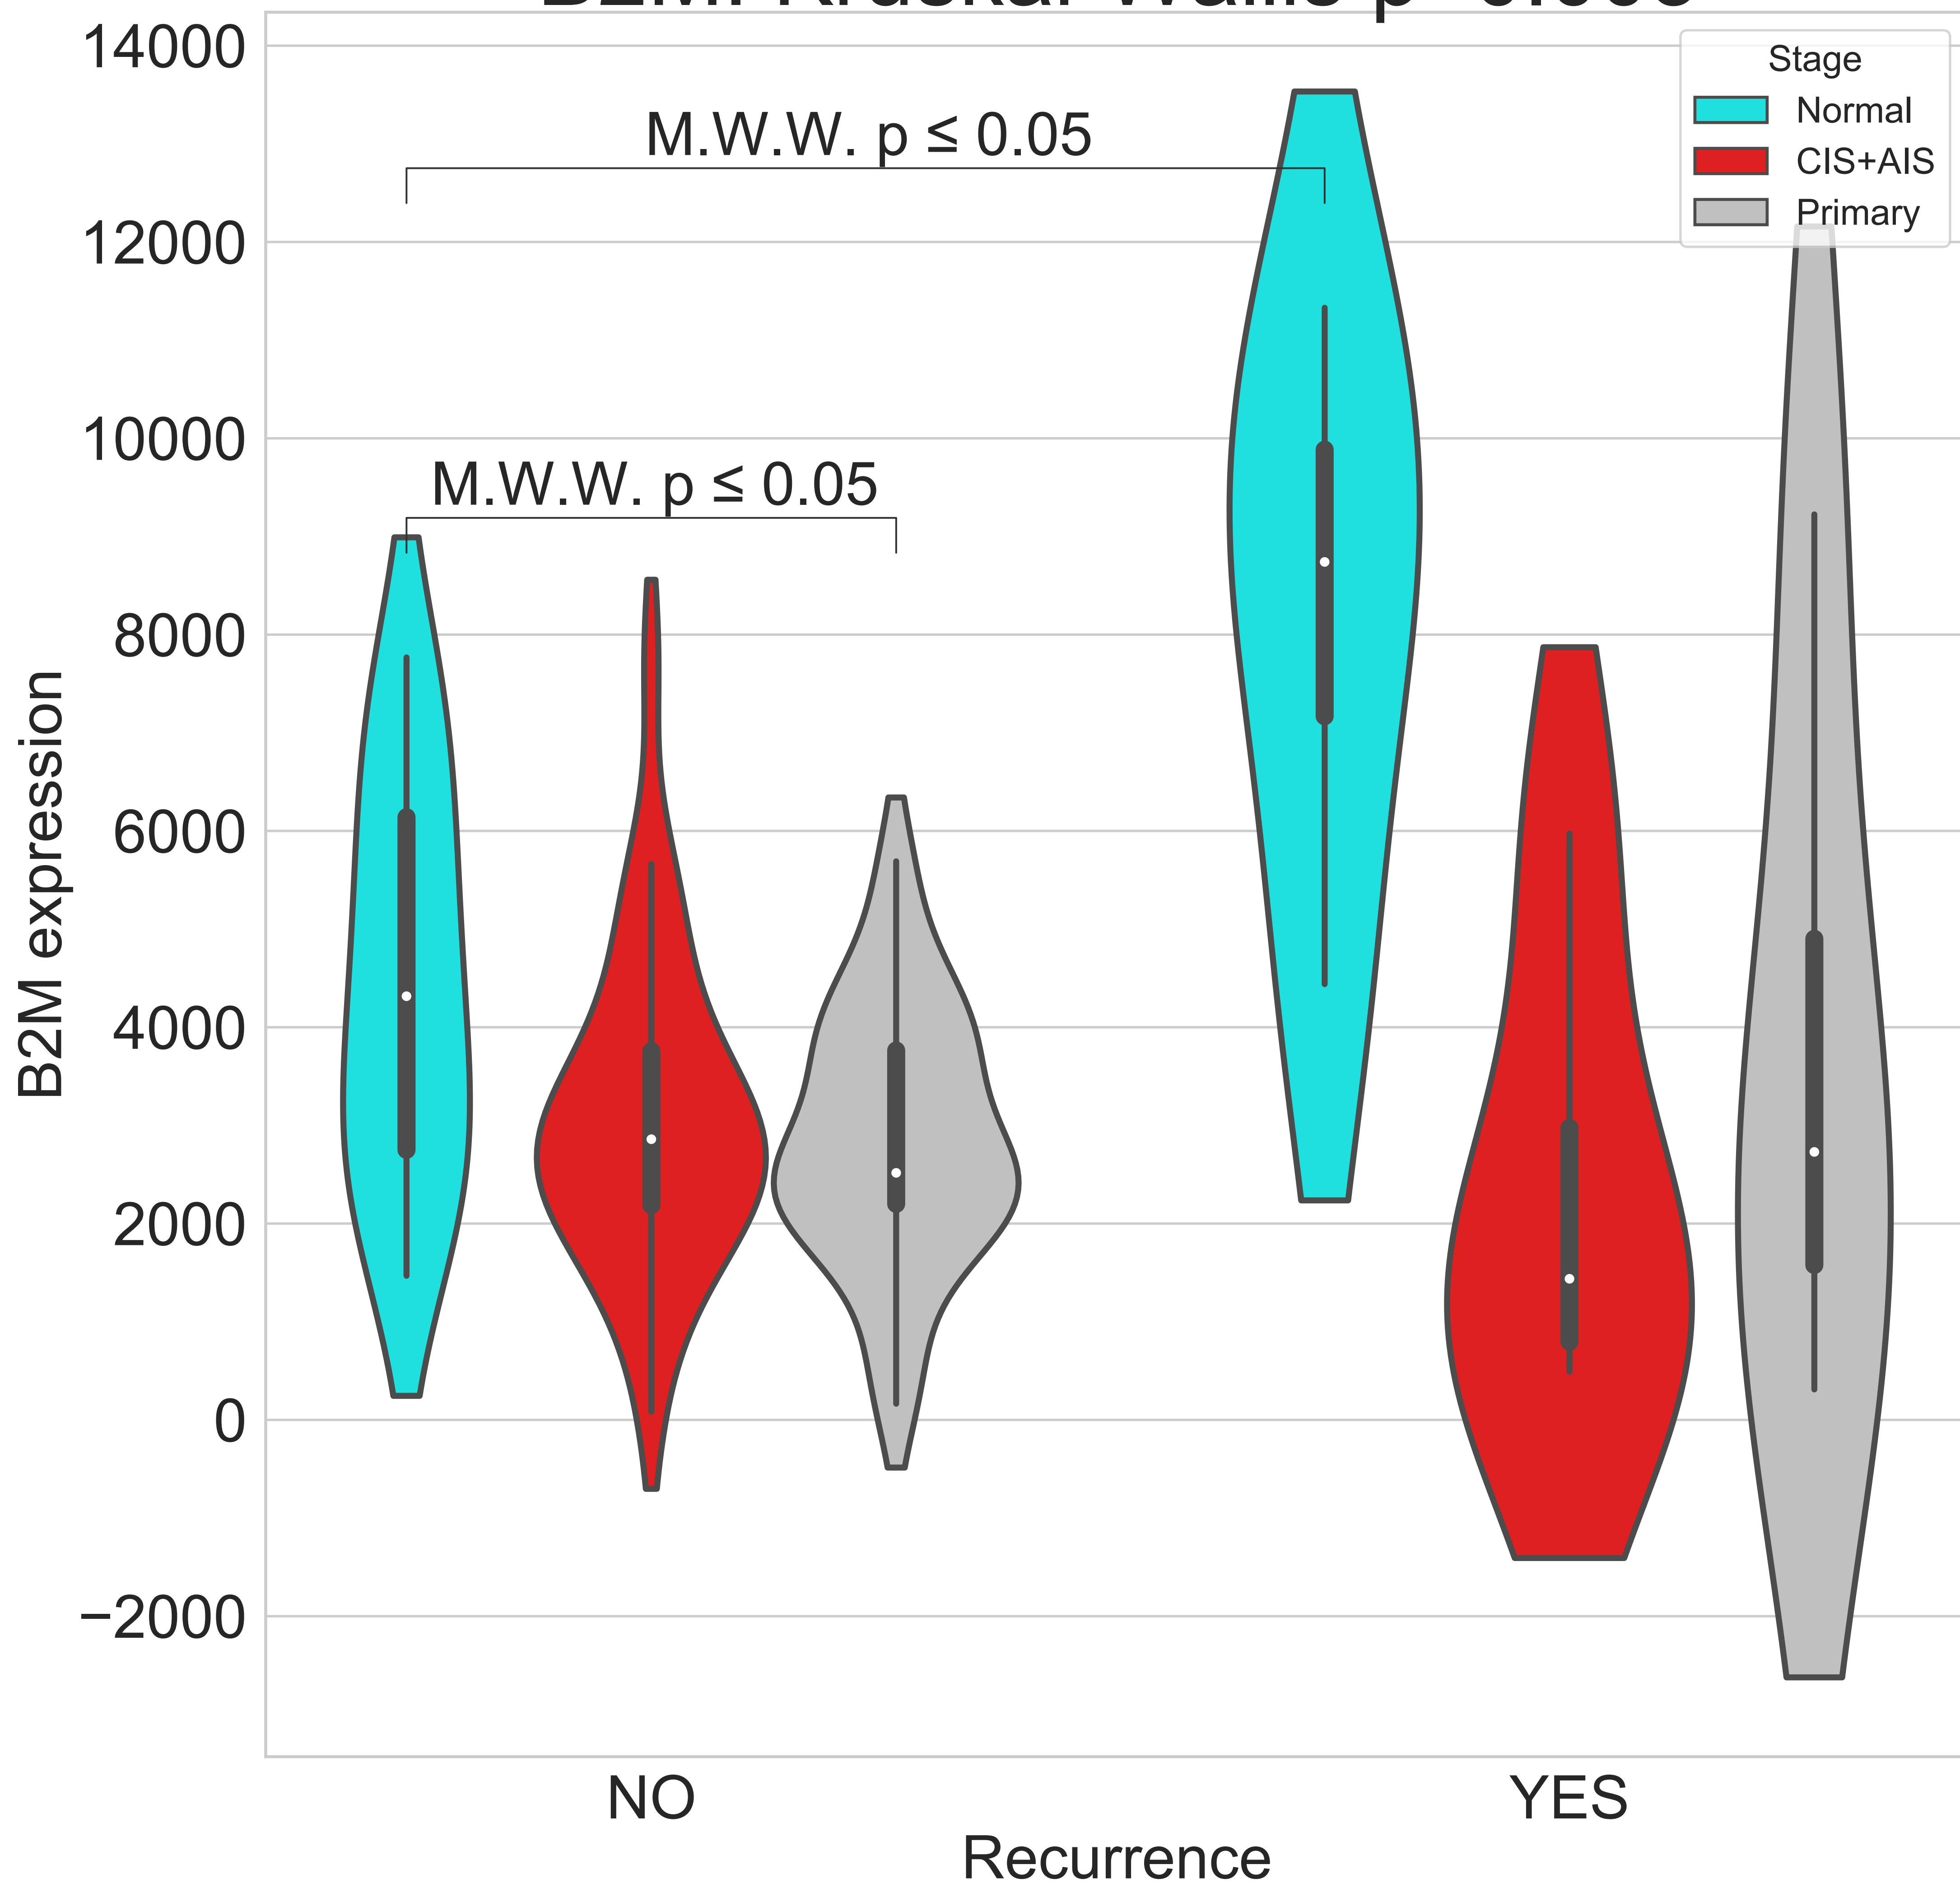 14000
12000
10000
8000
6000
4000
2000
0
−2000
B2M expression
M.W.W. p ≤ 0.05
M.W.W. p ≤ 0.05
Stage
Normal
CIS+AIS
Primary
NO
YES
Recurrence